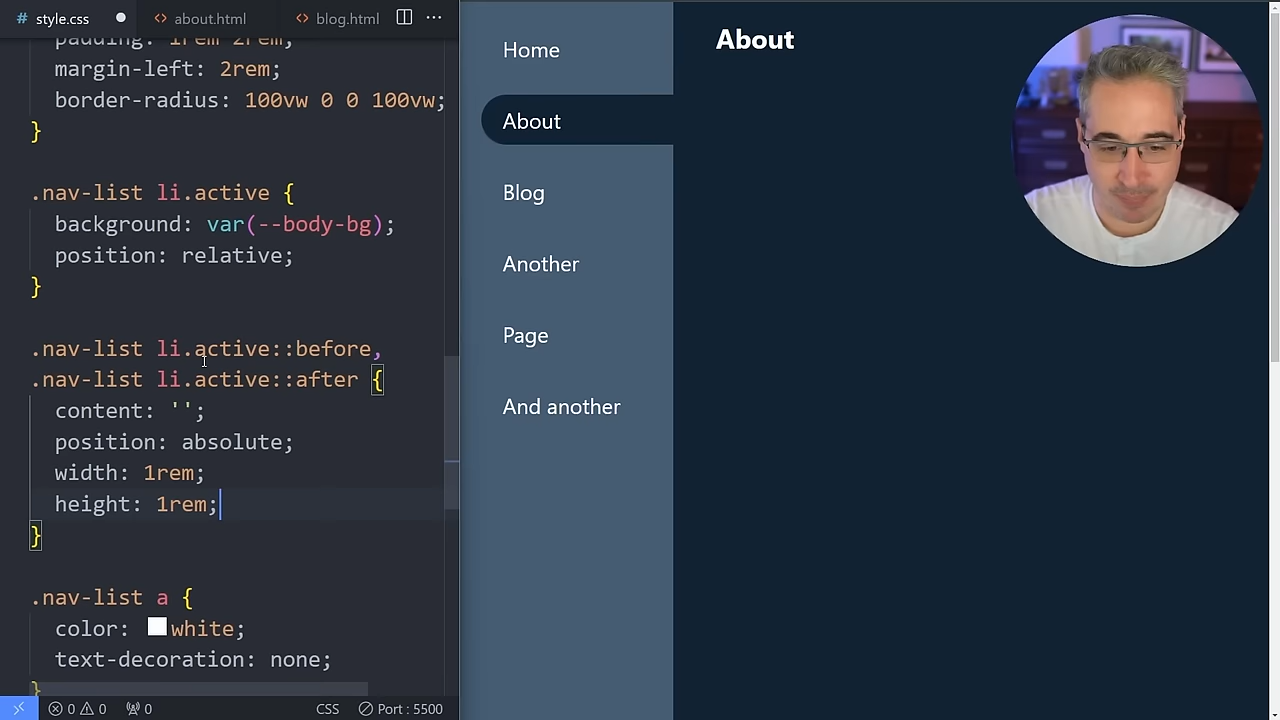 # style.css
<> about.html
<> blog.html
padding: 1rem 2rem;
margin-left: 2rem;
border-radius: 100vw 0 0 100vw;
}
.nav-list li.active {
background: var(--body-bg);
position: relative;
}
.nav-list li.active::before,
.nav-list li.active::after {
content: '';
position: absolute;
width: 1rem;
height: 1rem;
}
.nav-list a {
color: white;
text-decoration: none;
}
0 0 0
CSS
Port : 5500
Home
About
Blog
Another
Page
And another
About